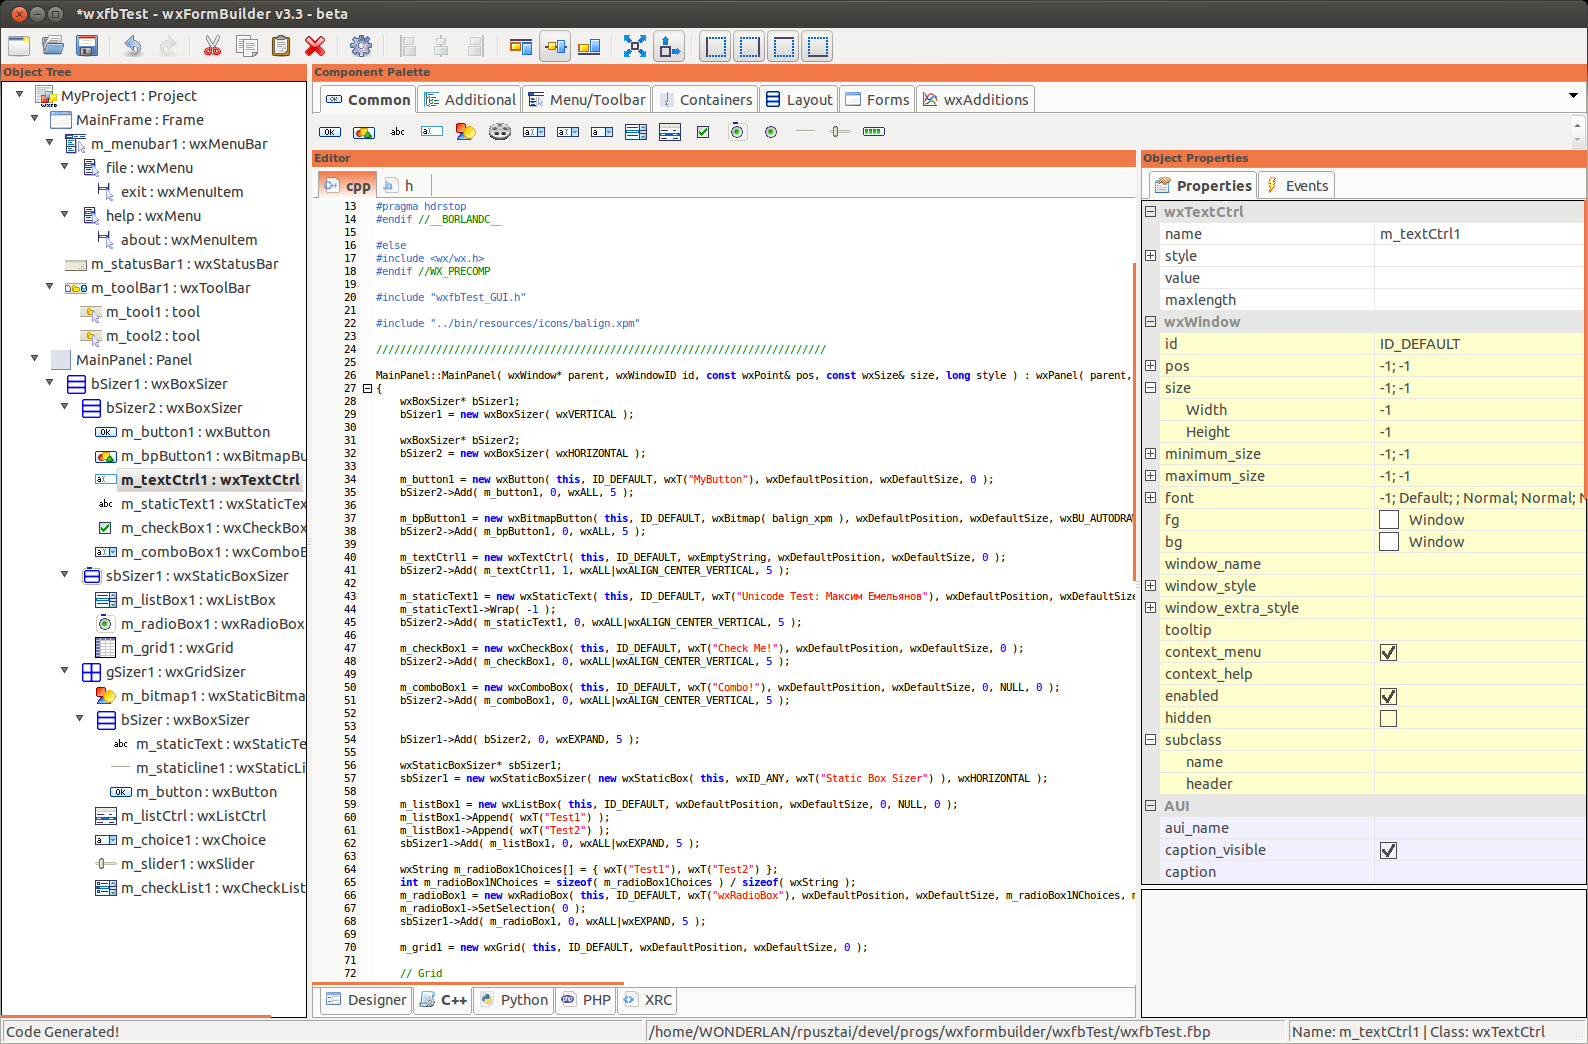 *wxfbTest - wxFormBuilder v3.3 - beta
Object Tree
MyProject1 : Project
MainFrame : Frame
m_menubar1 : wxMenuBar
file : wxMenu
exit : wxMenuItem
help : wxMenu
about : wxMenuItem
m_statusBar1 : wxStatusBar
m_toolBar1 : wxToolBar
m_tool1 : tool
m_tool2 : tool
MainPanel : Panel
bSizer1 : wxBoxSizer
bSizer2 : wxBoxSizer
m_button1 : wxButton
m_bpButton1 : wxBitmapBu
m_textCtrl1 : wxTextCtrl
m_staticText1 : wxStaticTex
m_checkBox1 : wxCheckBox
m_comboBox1 : wxComboB
sbSizer1 : wxStaticBoxSizer
m_listBox1 : wxListBox
m_radioBox1 : wxRadioBox
m_grid1 : wxGrid
gSizer1 : wxGridSizer
m_bitmap1 : wxStaticBitma
bSizer : wxBoxSizer
m_staticText : wxStaticTe
m_staticline1 : wxStaticLi
m_button : wxButton
m_listCtrl : wxListCtrl
m_choice1 : wxChoice
m_slider1 : wxSlider
m_checkList1 : wxCheckList
Component Palette
Common Additional Menu/Toolbar Containers Layout Forms wxAdditions
Editor
cpp h
13 #pragma hdrstop
14 #endif //__BORLANDC__
15
16 #else
17 #include <wx/wx.h>
18 #endif //WX_PRECOMP
19
20 #include "wxfbTest_GUI.h"
21
22 #include "../bin/resources/icons/balign.xpm"
23
24 ///////////////////////////////////////////////////////////////////////////
25
26 MainPanel::MainPanel( wxWindow* parent, wxWindowID id, const wxPoint& pos, const wxSize& size, long style ) : wxPanel( parent,
27 {
28 wxBoxSizer* bSizer1;
29 bSizer1 = new wxBoxSizer( wxVERTICAL );
30
31 wxBoxSizer* bSizer2;
32 bSizer2 = new wxBoxSizer( wxHORIZONTAL );
33
34 m_button1 = new wxButton( this, ID_DEFAULT, wxT("MyButton"), wxDefaultPosition, wxDefaultSize, 0 );
35 bSizer2->Add( m_button1, 0, wxALL, 5 );
36
37 m_bpButton1 = new wxBitmapButton( this, ID_DEFAULT, wxBitmap( balign_xpm ), wxDefaultPosition, wxDefaultSize, wxBU_AUTODRA
38 bSizer2->Add( m_bpButton1, 0, wxALL, 5 );
39
40 m_textCtrl1 = new wxTextCtrl( this, ID_DEFAULT, wxEmptyString, wxDefaultPosition, wxDefaultSize, 0 );
41 bSizer2->Add( m_textCtrl1, 1, wxALL|wxALIGN_CENTER_VERTICAL, 5 );
42
43 m_staticText1 = new wxStaticText( this, ID_DEFAULT, wxT("Unicode Test: Максим Емельянов"), wxDefaultPosition, wxDefaultSize
44 m_staticText1->Wrap( -1 );
45 bSizer2->Add( m_staticText1, 0, wxALL|wxALIGN_CENTER_VERTICAL, 5 );
46
47 m_checkBox1 = new wxCheckBox( this, ID_DEFAULT, wxT("Check Me!"), wxDefaultPosition, wxDefaultSize, 0 );
48 bSizer2->Add( m_checkBox1, 0, wxALL|wxALIGN_CENTER_VERTICAL, 5 );
49
50 m_comboBox1 = new wxComboBox( this, ID_DEFAULT, wxT("Combo!"), wxDefaultPosition, wxDefaultSize, 0, NULL, 0 );
51 bSizer2->Add( m_comboBox1, 0, wxALL|wxALIGN_CENTER_VERTICAL, 5 );
52
53
54 bSizer1->Add( bSizer2, 0, wxEXPAND, 5 );
55
56 wxStaticBoxSizer* sbSizer1;
57 sbSizer1 = new wxStaticBoxSizer( new wxStaticBox( this, wxID_ANY, wxT("Static Box Sizer") ), wxHORIZONTAL );
58
59 m_listBox1 = new wxListBox( this, ID_DEFAULT, wxDefaultPosition, wxDefaultSize, 0, NULL, 0 );
60 m_listBox1->Append( wxT("Test1") );
61 m_listBox1->Append( wxT("Test2") );
62 sbSizer1->Add( m_listBox1, 0, wxALL|wxEXPAND, 5 );
63
64 wxString m_radioBox1Choices[] = { wxT("Test1"), wxT("Test2") };
65 int m_radioBox1NChoices = sizeof( m_radioBox1Choices ) / sizeof( wxString );
66 m_radioBox1 = new wxRadioBox( this, ID_DEFAULT, wxT("wxRadioBox"), wxDefaultPosition, wxDefaultSize, m_radioBox1NChoices, m
67 m_radioBox1->SetSelection( 0 );
68 sbSizer1->Add( m_radioBox1, 0, wxALL|wxEXPAND, 5 );
69
70 m_grid1 = new wxGrid( this, ID_DEFAULT, wxDefaultPosition, wxDefaultSize, 0 );
71
72 // Grid
Designer C++ Python PHP XRC
Object Properties
Properties Events
wxTextCtrl
name m_textCtrl1
style
value
maxlength
wxWindow
id ID_DEFAULT
pos -1; -1
size -1; -1
Width -1
Height -1
minimum_size -1; -1
maximum_size -1; -1
font -1; Default; ; Normal; Normal; N
fg Window
bg Window
window_name
window_style
window_extra_style
tooltip
context_menu
context_help
enabled
hidden
subclass
name
header
AUI
aui_name
caption_visible
caption
Code Generated!
/home/WONDERLAN/rpusztai/devel/progs/wxformbuilder/wxfbTest/wxfbTest.fbp
Name: m_textCtrl1 | Class: wxTextCtrl